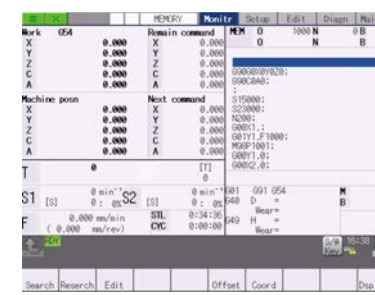 MEMORY Monitr Setup Edit Diagn Mai
Work G54 Remain command MEM O 1000 N 0 B
X 0.000 X 0.000 O N B
Y 0.000 Y 0.000
Z 0.000 Z 0.000
C 0.000 C 0.000 G90G0X0Y0Z0;
A 0.000 A 0.000 G90C0A0;
;
Machine posn Next command S15000;
X 0.000 X 0.000 S23000;
Y 0.000 Y 0.000 N200;
Z 0.000 Z 0.000 G00X1.;
C 0.000 C 0.000 G01Y1.F1000;
A 0.000 A 0.000 M98P1001;
G00Y1.0;
G00X2.0;
T 0 [T] 0
S1 [S] 0 min⁻¹ 0 : 0% S2 [S] 0 min⁻¹ 0 : 0% G01 G91 G54 M
G40 D = B
Wear=
F 0.000 mm/min STL 0:34:36
( 0.000 mm/rev) CYC 0:00:00 G49 H =
Wear=
RDY S/W Key 16:38
Search Reserch Edit Offset Coord Dsp